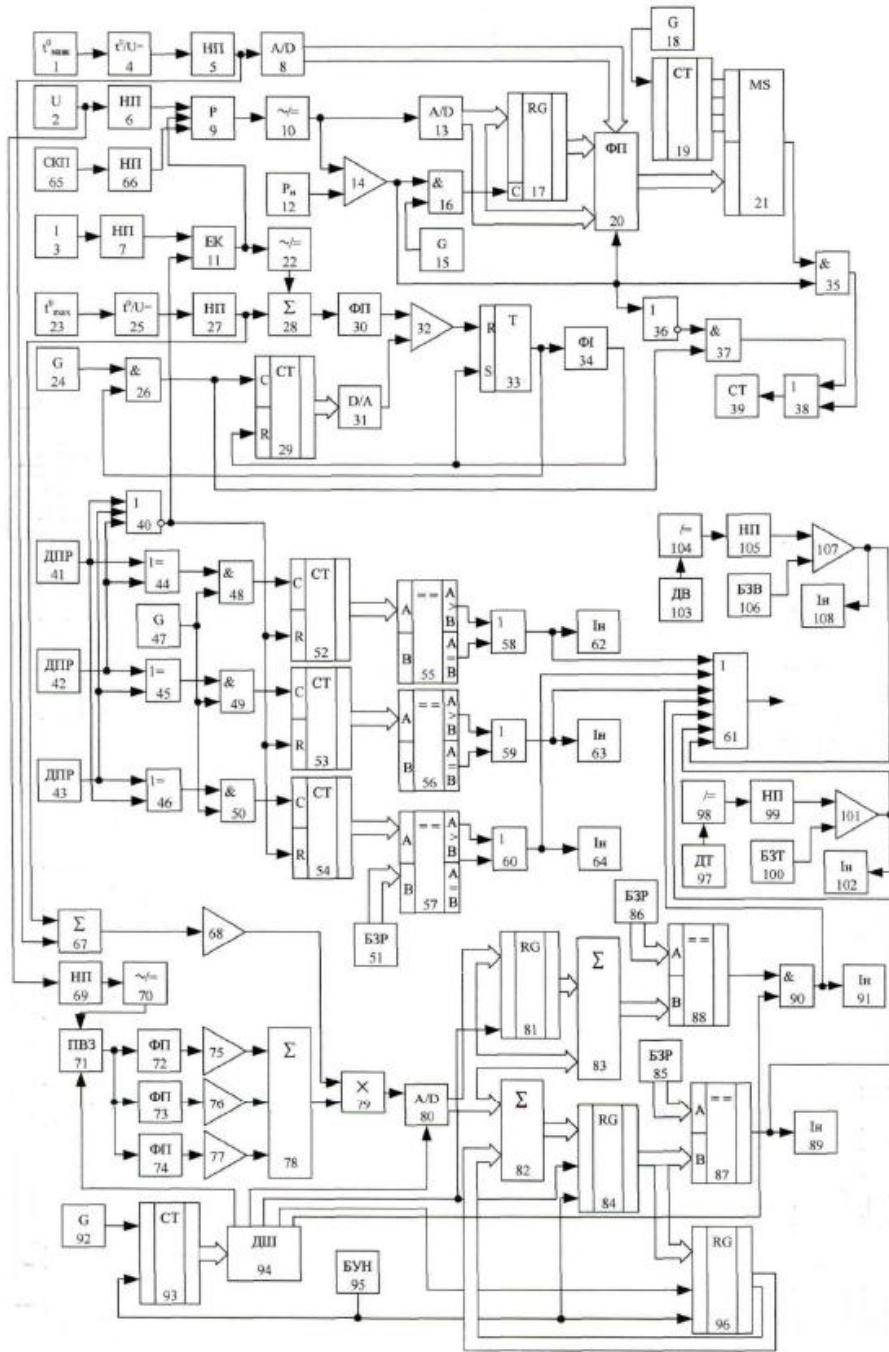 t⁰мин t⁰/U= НП A/D G
1 4 5 8 18
CT MS
U НП P ~/= A/D RG ФП
2 6 9 10 13
СКП НП & C 19
65 66 14 16 17 21
Pн 20
12
I НП ЕК ~/= G &
3 7 11 22 15 35
t⁰max t⁰/U= НП Σ ФП R T ФІ 1 &
23 25 27 28 30 32 S 33 34 36 37
G & C CT D/A СТ 1
24 26 R 29 31 39 38
1
40
/= НП
104 105 107
ДПР 1= & C CT A == A > B 1 Ін ДВ БЗВ Ін
41 44 48 R 52 B A = B 55 58 62 103 106 108
G
47
ДПР 1= & C CT A == A > B 1 Ін 1
42 45 49 R 53 B A = B 56 59 63 61
ДПР 1= & C CT A == A > B 1 Ін
43 46 50 R 54 B A = B 57 60 64
/= НП
98 99 101
ДТ БЗТ Ін
97 100 102
БЗР
51
Σ
67 68
БЗР
86
НП ~/= RG Σ A == & Ін
69 70 81 83 B 88 90 91
ПВЗ ФП Σ
71 72 75
ФП × A/D БЗР
73 76 79 80 85
ФП Σ RG A == Ін
74 77 78 82 84 B 87 89
G CT ДШ RG
92 93 94
БУН
95 96